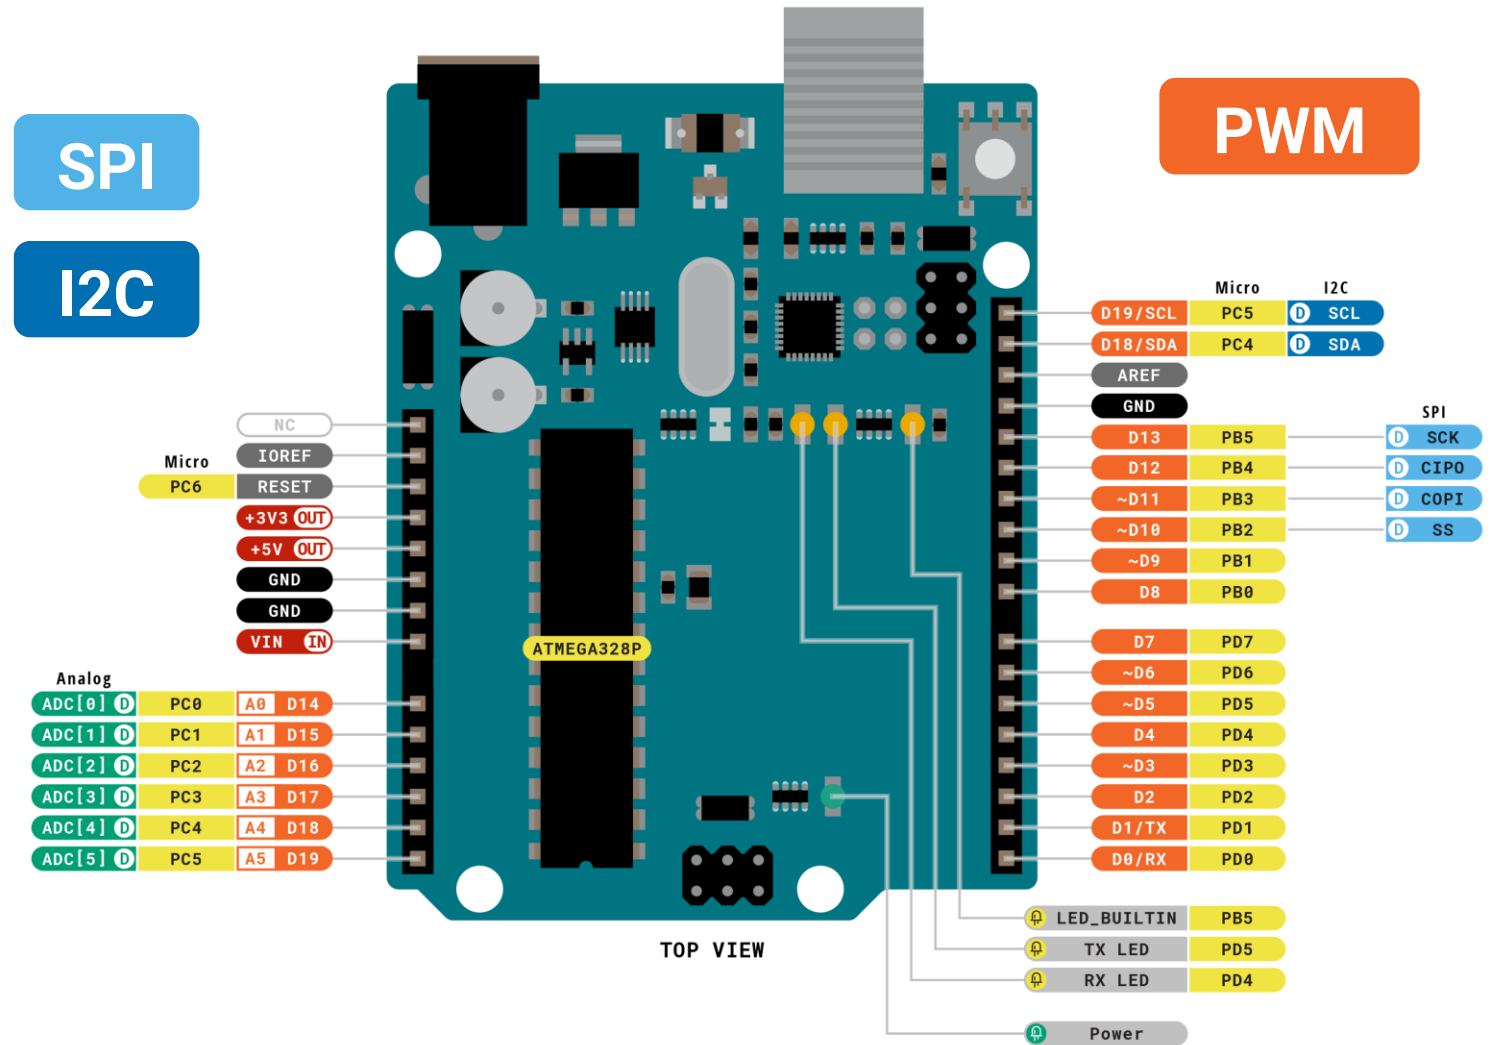 SPI
I2C
PWM
Micro I2C
D19/SCL PC5 D SCL
D18/SDA PC4 D SDA
AREF
GND
SPI
D13 PB5 D SCK
D12 PB4 D CIPO
~D11 PB3 D COPI
~D10 PB2 D SS
~D9 PB1
D8 PB0
D7 PD7
~D6 PD6
~D5 PD5
D4 PD4
~D3 PD3
D2 PD2
D1/TX PD1
D0/RX PD0
NC
IOREF
Micro
PC6 RESET
+3V3 OUT
+5V OUT
GND
GND
VIN IN
Analog
ADC[0] D PC0 A0 D14
ADC[1] D PC1 A1 D15
ADC[2] D PC2 A2 D16
ADC[3] D PC3 A3 D17
ADC[4] D PC4 A4 D18
ADC[5] D PC5 A5 D19
ATMEGA328P
TOP VIEW
LED_BUILTIN PB5
TX LED PD5
RX LED PD4
Power